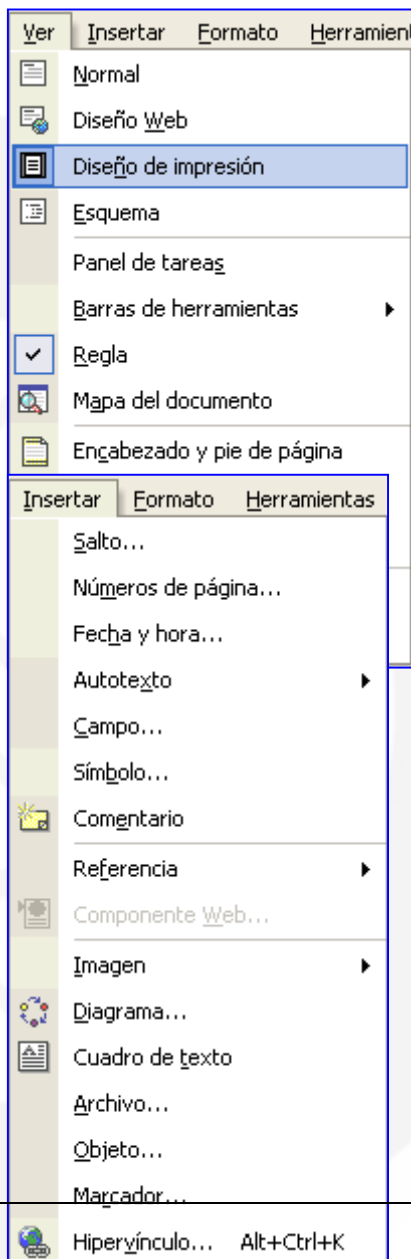 Ver Insertar Formato Herramient
Normal
Diseño Web
Diseño de impresión
Esquema
Panel de tareas
Barras de herramientas
Regla
Mapa del documento
Encabezado y pie de página
Insertar Formato Herramientas
Salto...
Números de página...
Fecha y hora...
Autotexto
Campo...
Símbolo...
Comentario
Referencia
Componente Web...
Imagen
Diagrama...
Cuadro de texto
Archivo...
Objeto...
Marcador...
Hipervínculo... Alt+Ctrl+K